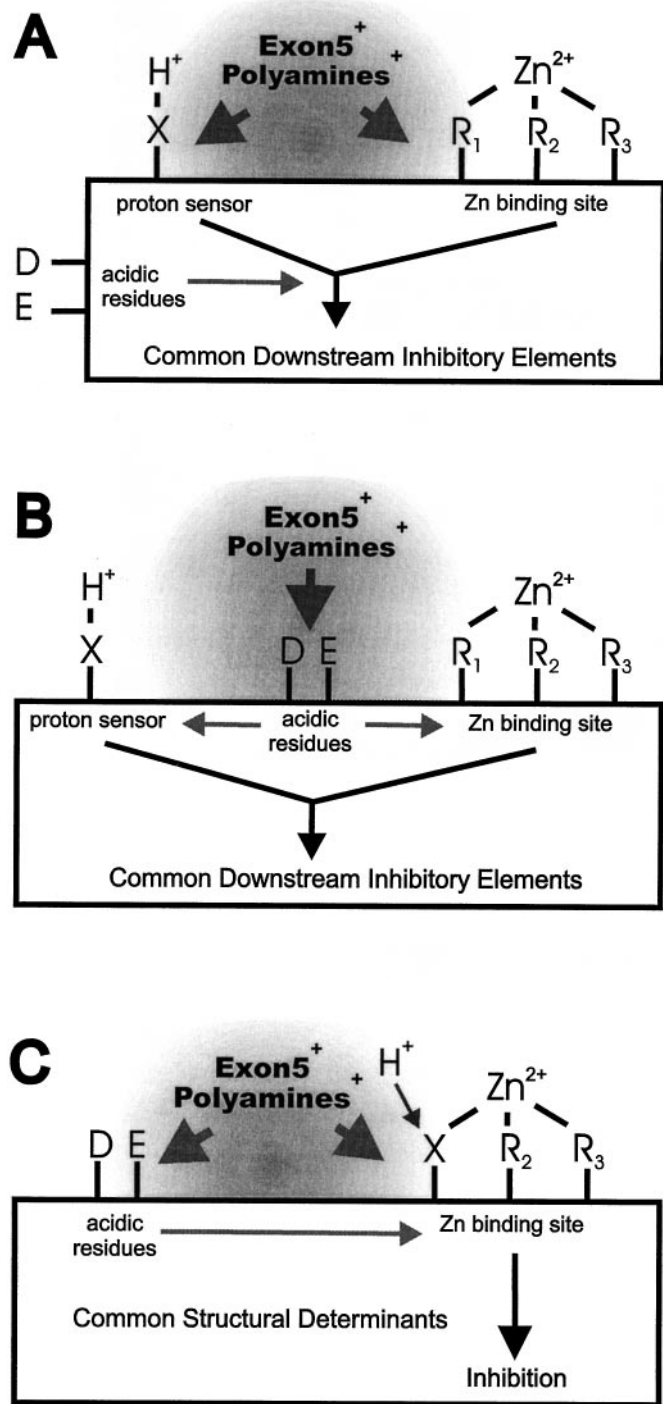 A
Exon5+
Polyamines+
H+
Zn2+
X
R1
R2
R3
proton sensor
Zn binding site
D
E
acidic
residues
Common Downstream Inhibitory Elements
B
Exon5+
Polyamines+
H+
Zn2+
X
D E
R1
R2
R3
proton sensor
acidic
residues
Zn binding site
Common Downstream Inhibitory Elements
C
Exon5+
Polyamines+
H+
Zn2+
D E
X
R2
R3
acidic
residues
Zn binding site
Common Structural Determinants
Inhibition